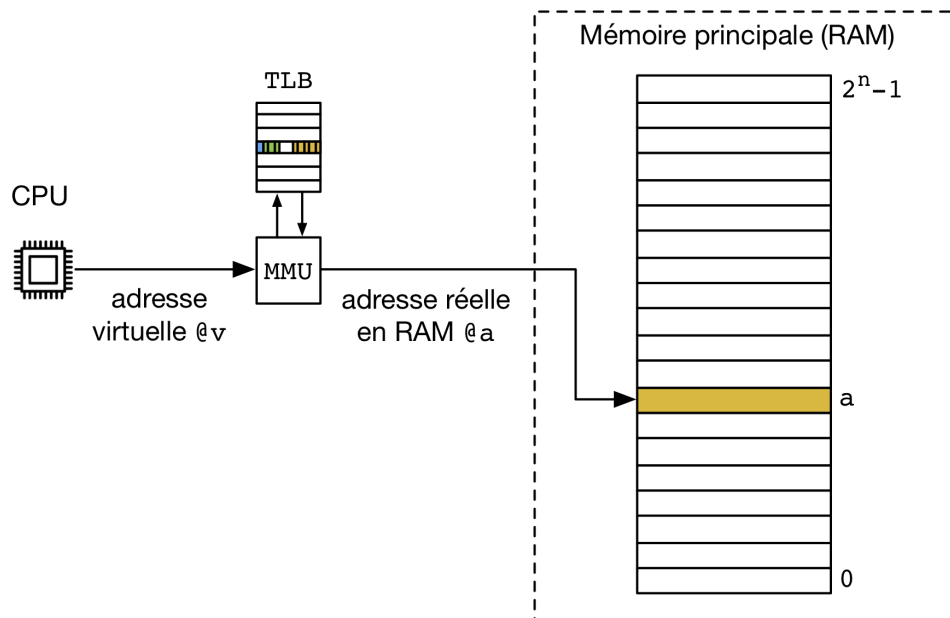 Mémoire principale (RAM)
2^n-1
TLB
CPU
MMU
adresse
virtuelle @v
adresse réelle
en RAM @a
a
0